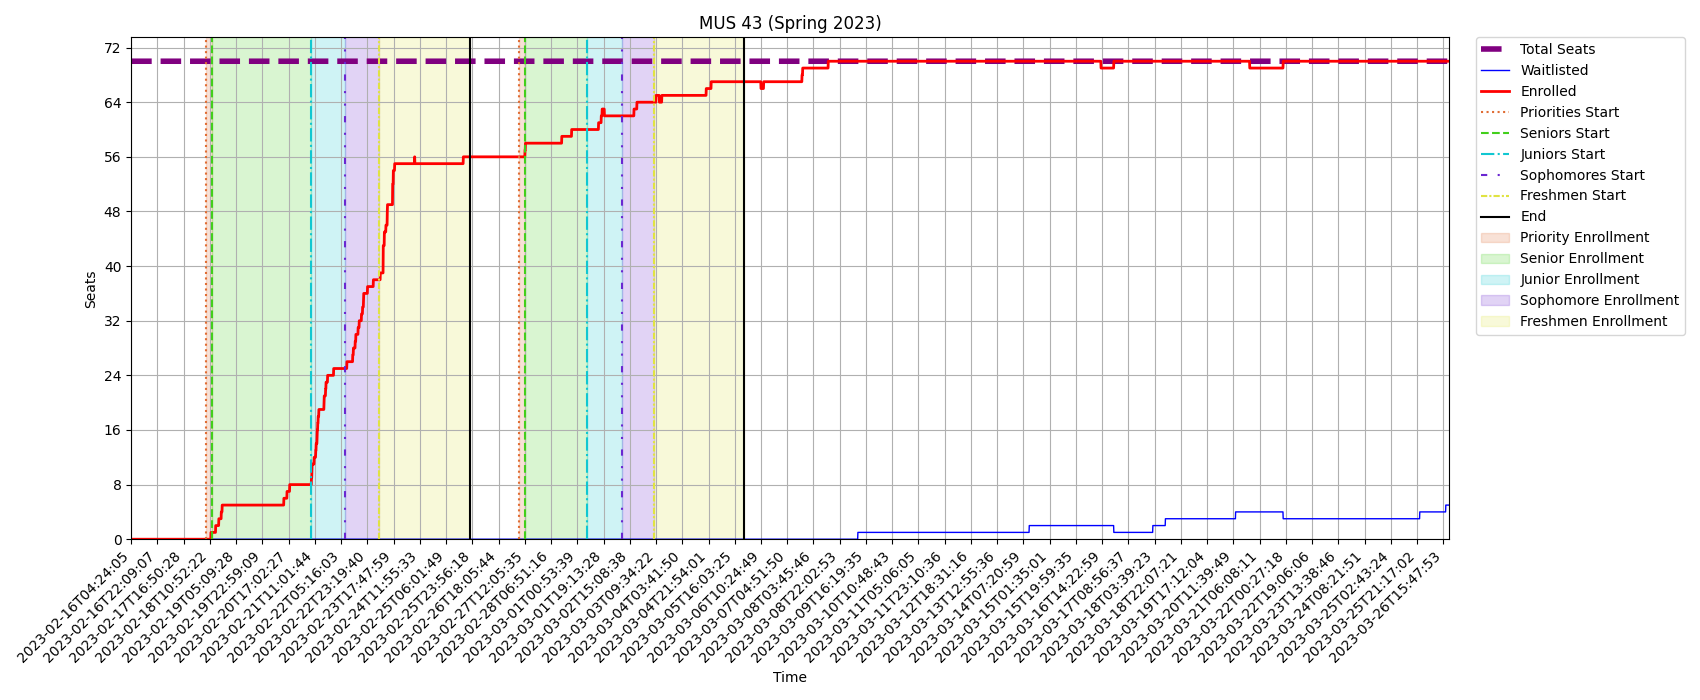 MUS 43 (Spring 2023)
72
64
56
48
40
32
24
16
8
0
Seats
2023-02-16T04:24:05
2023-02-16T22:09:07
2023-02-17T16:50:28
2023-02-18T10:52:22
2023-02-19T05:09:28
2023-02-19T22:59:09
2023-02-20T17:02:27
2023-02-21T11:01:44
2023-02-22T05:16:03
2023-02-22T23:19:40
2023-02-23T17:47:59
2023-02-24T11:55:33
2023-02-25T06:01:49
2023-02-25T23:56:18
2023-02-26T18:05:44
2023-02-27T12:05:35
2023-02-28T06:51:16
2023-03-01T00:53:39
2023-03-01T19:13:28
2023-03-02T15:08:38
2023-03-03T09:34:22
2023-03-04T03:41:50
2023-03-04T21:54:01
2023-03-05T16:03:25
2023-03-06T10:24:49
2023-03-07T04:51:50
2023-03-08T03:45:46
2023-03-08T22:02:53
2023-03-09T16:19:35
2023-03-10T10:48:43
2023-03-11T05:06:05
2023-03-11T23:10:36
2023-03-12T18:31:16
2023-03-13T12:55:36
2023-03-14T07:20:59
2023-03-15T01:35:01
2023-03-15T19:59:35
2023-03-16T14:22:59
2023-03-17T08:56:37
2023-03-18T03:39:23
2023-03-18T22:07:21
2023-03-19T17:12:04
2023-03-20T11:39:49
2023-03-21T06:08:11
2023-03-22T00:27:18
2023-03-22T19:06:06
2023-03-23T13:38:46
2023-03-24T08:21:51
2023-03-25T02:43:24
2023-03-25T21:17:02
2023-03-26T15:47:53
Time
Total Seats
Waitlisted
Enrolled
Priorities Start
Seniors Start
Juniors Start
Sophomores Start
Freshmen Start
End
Priority Enrollment
Senior Enrollment
Junior Enrollment
Sophomore Enrollment
Freshmen Enrollment